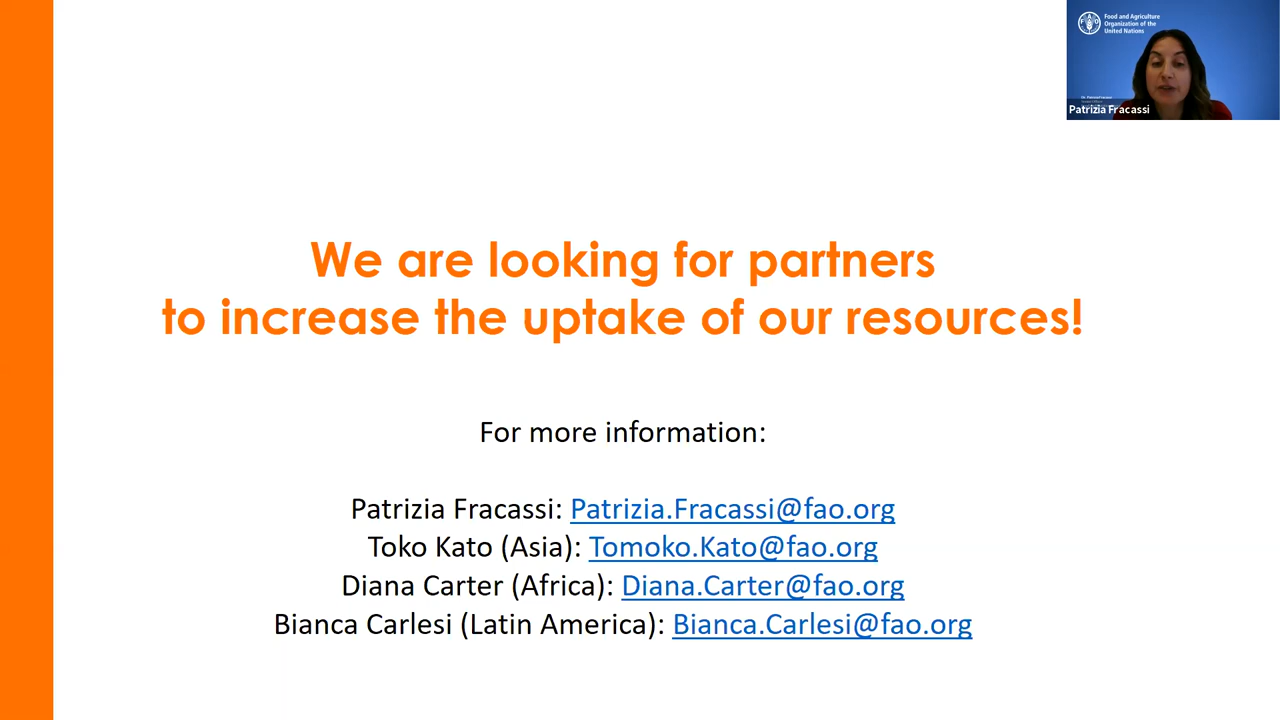 Food and Agriculture
Organization of the
United Nations
Patrizia Fracassi
We are looking for partners
to increase the uptake of our resources!
For more information:
Patrizia Fracassi: Patrizia.Fracassi@fao.org
Toko Kato (Asia): Tomoko.Kato@fao.org
Diana Carter (Africa): Diana.Carter@fao.org
Bianca Carlesi (Latin America): Bianca.Carlesi@fao.org